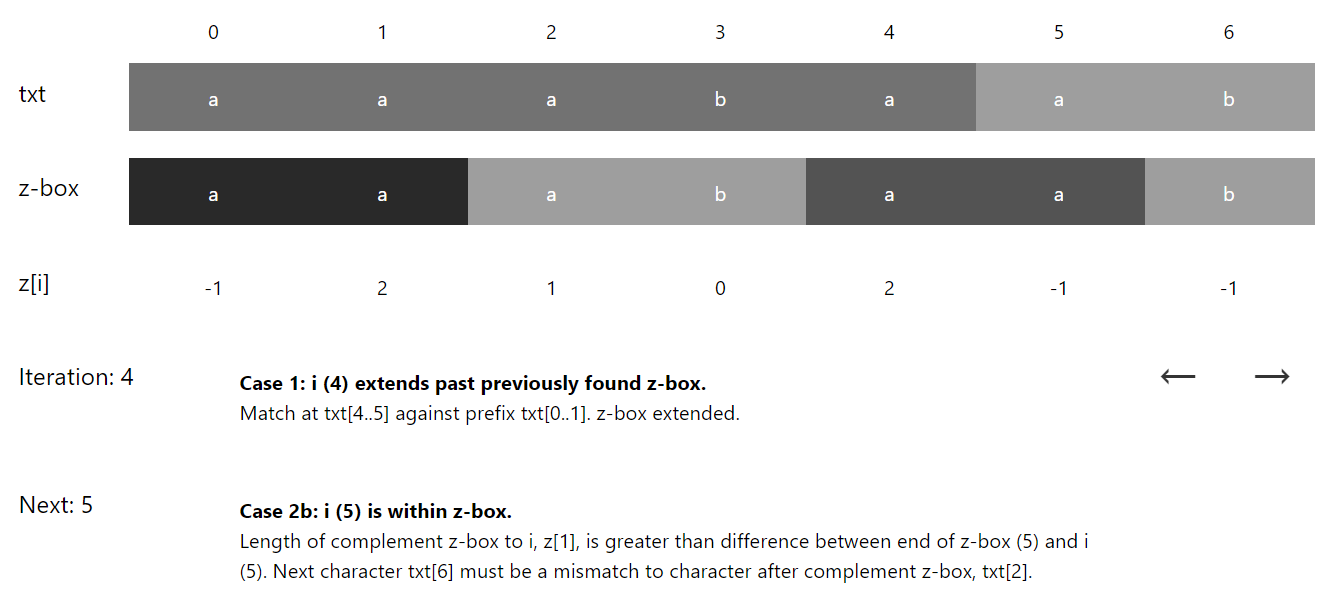 0 1 2 3 4 5 6
txt a a a b a a b
z-box a a a b a a b
z[i] -1 2 1 0 2 -1 -1
Iteration: 4 Case 1: i (4) extends past previously found z-box. ← →
Match at txt[4..5] against prefix txt[0..1]. z-box extended.
Next: 5 Case 2b: i (5) is within z-box.
Length of complement z-box to i, z[1], is greater than difference between end of z-box (5) and i
(5). Next character txt[6] must be a mismatch to character after complement z-box, txt[2].